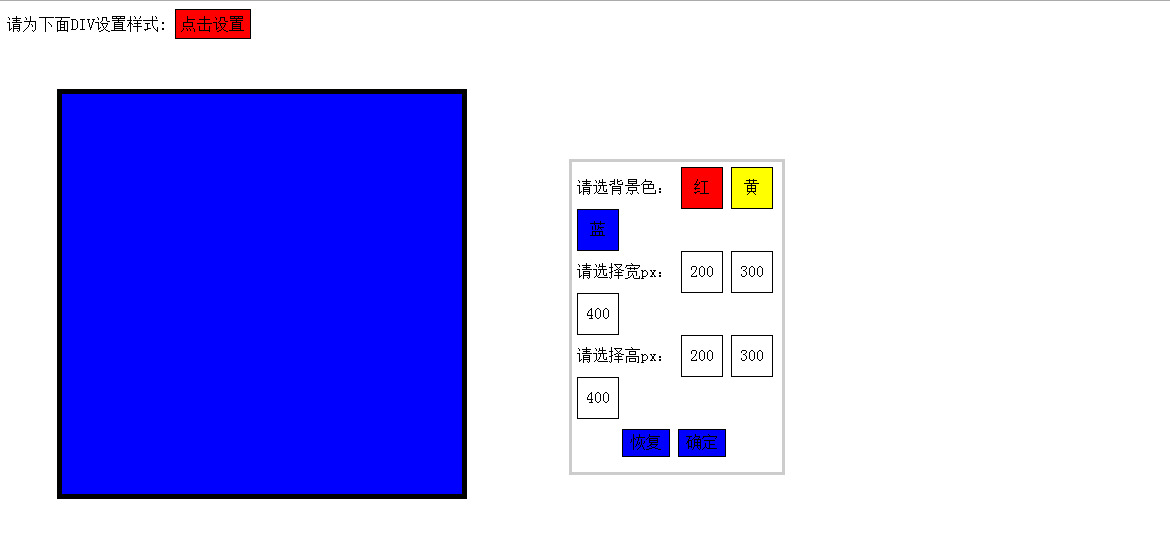 请为下面DIV设置样式: 点击设置
请选背景色: 红 黄
蓝
请选择宽px: 200 300
400
请选择高px: 200 300
400
恢复 确定